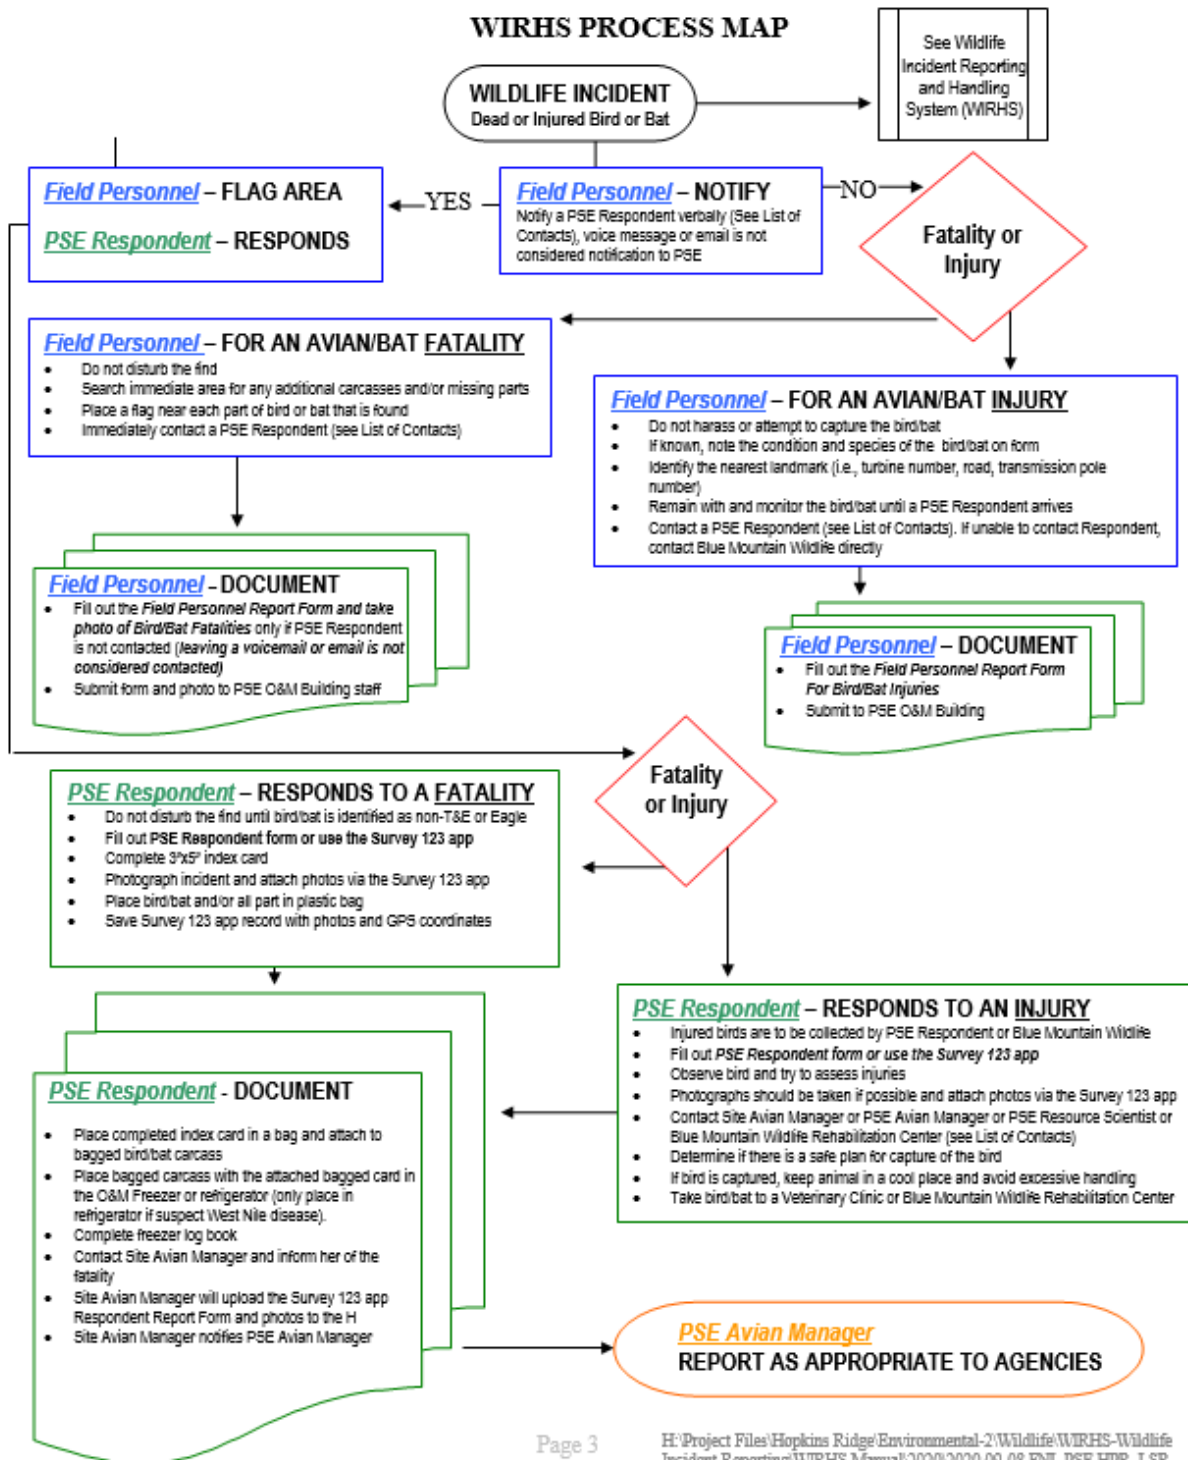 WIRHS PROCESS MAP
See Wildlife
Incident Reporting
and Handling
System (WIRHS)
WILDLIFE INCIDENT
Dead or Injured Bird or Bat
Field Personnel – FLAG AREA
PSE Respondent – RESPONDS
YES
Field Personnel – NOTIFY
Notify a PSE Respondent verbally (See List of
Contacts), voice message or email is not
considered notification to PSE
NO
Fatality or
Injury
Field Personnel – FOR AN AVIAN/BAT FATALITY
• Do not disturb the find
• Search immediate area for any additional carcasses and/or missing parts
• Place a flag near each part of bird or bat that is found
• Immediately contact a PSE Respondent (see List of Contacts)
Field Personnel – FOR AN AVIAN/BAT INJURY
• Do not harass or attempt to capture the bird/bat
• If known, note the condition and species of the bird/bat on form
• Identify the nearest landmark (i.e., turbine number, road, transmission pole
number)
• Remain with and monitor the bird/bat until a PSE Respondent arrives
• Contact a PSE Respondent (see List of Contacts). If unable to contact Respondent,
contact Blue Mountain Wildlife directly
Field Personnel - DOCUMENT
• Fill out the Field Personnel Report Form and take
photo of Bird/Bat Fatalities only if PSE Respondent
is not contacted (leaving a voicemail or email is not
considered contacted)
• Submit form and photo to PSE O&M Building staff
Field Personnel – DOCUMENT
• Fill out the Field Personnel Report Form
For Bird/Bat Injuries
• Submit to PSE O&M Building
Fatality
or Injury
PSE Respondent – RESPONDS TO A FATALITY
• Do not disturb the find until bird/bat is identified as non-T&E or Eagle
• Fill out PSE Respondent form or use the Survey 123 app
• Complete 3"x5" index card
• Photograph incident and attach photos via the Survey 123 app
• Place bird/bat and/or all part in plastic bag
• Save Survey 123 app record with photos and GPS coordinates
PSE Respondent – RESPONDS TO AN INJURY
• Injured birds are to be collected by PSE Respondent or Blue Mountain Wildlife
• Fill out PSE Respondent form or use the Survey 123 app
• Observe bird and try to assess injuries
• Photographs should be taken if possible and attach photos via the Survey 123 app
• Contact Site Avian Manager or PSE Avian Manager or PSE Resource Scientist or
Blue Mountain Wildlife Rehabilitation Center (see List of Contacts)
• Determine if there is a safe plan for capture of the bird
• If bird is captured, keep animal in a cool place and avoid excessive handling
• Take bird/bat to a Veterinary Clinic or Blue Mountain Wildlife Rehabilitation Center
PSE Respondent - DOCUMENT
• Place completed index card in a bag and attach to
bagged bird/bat carcass
• Place bagged carcass with the attached bagged card in
the O&M Freezer or refrigerator (only place in
refrigerator if suspect West Nile disease).
• Complete freezer log book
• Contact Site Avian Manager and inform her of the
fatality
• Site Avian Manager will upload the Survey 123 app
Respondent Report Form and photos to the H
• Site Avian Manager notifies PSE Avian Manager
PSE Avian Manager
REPORT AS APPROPRIATE TO AGENCIES
Page 3
H:\Project Files\Hopkins Ridge\Environmental-2\Wildlife\WIRHS-Wildlife
Incident Reporting\WIRHS Manual\2020\2020-09-08 FNL PSE HPR_LSR